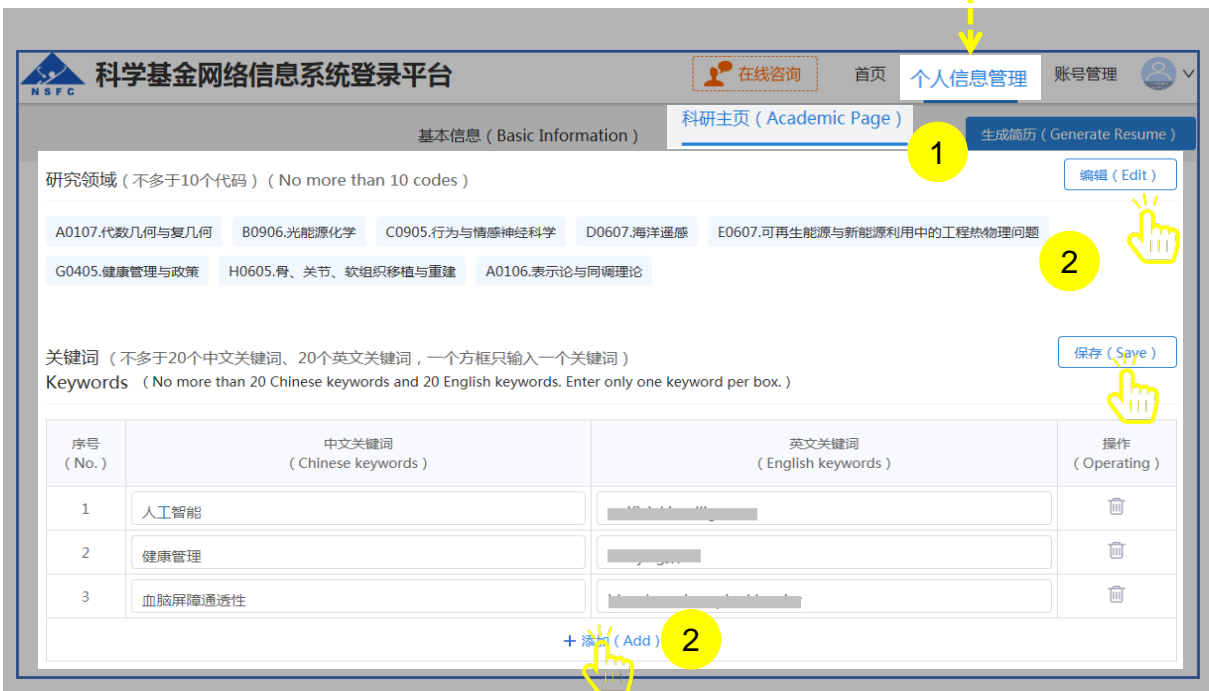 科学基金网络信息系统登录平台
NSFC
在线咨询
首页
个人信息管理
账号管理
基本信息（Basic Information）
科研主页（Academic Page）
1
生成简历（Generate Resume）
研究领域（不多于10个代码）（No more than 10 codes）
编辑（Edit）
A0107.代数几何与复几何 B0906.光能源化学 C0905.行为与情感神经科学 D0607.海洋遥感 E0607.可再生能源与新能源利用中的工程热物理问题
2
G0405.健康管理与政策 H0605.骨、关节、软组织移植与重建 A0106.表示论与同调理论
关键词（不多于20个中文关键词、20个英文关键词，一个方框只输入一个关键词）
保存（Save）
Keywords （No more than 20 Chinese keywords and 20 English keywords. Enter only one keyword per box.）
序号
（No.）
中文关键词
（Chinese keywords）
英文关键词
（English keywords）
操作
（Operating）
1
人工智能
2
健康管理
3
血脑屏障通透性
+ 添加（Add）
2